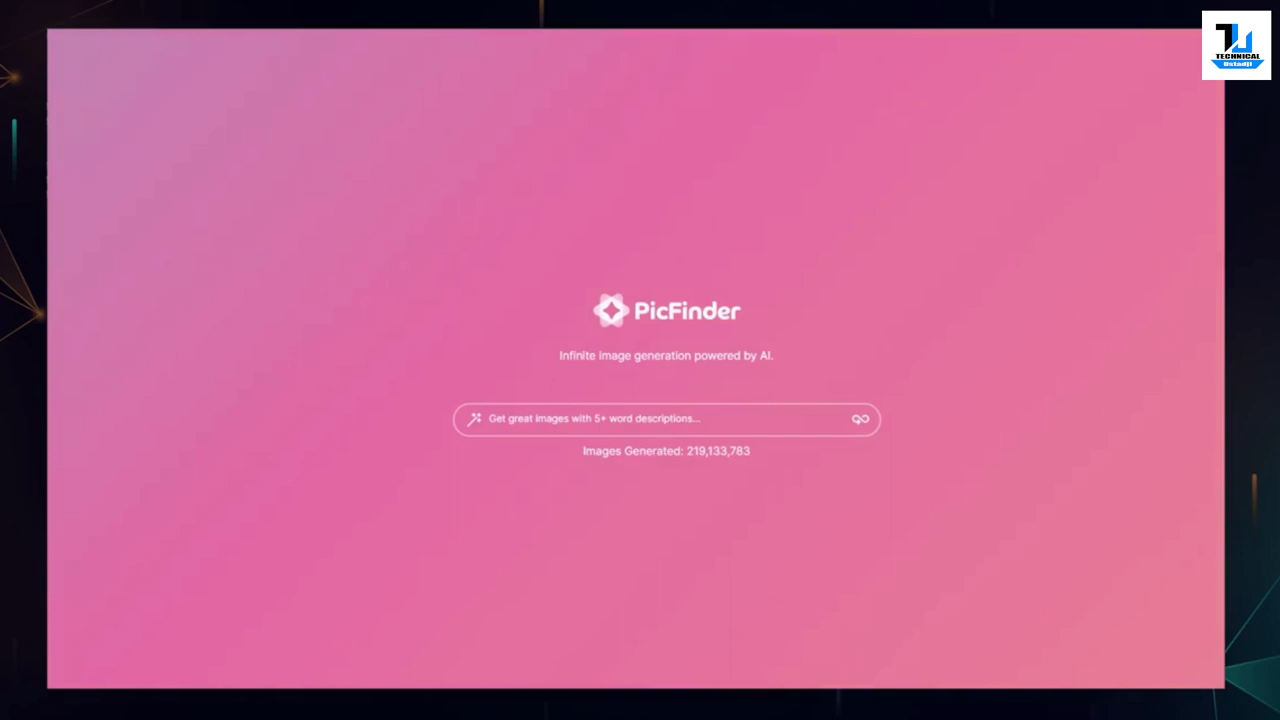 TECHNICAL
Ustadji
PicFinder
Infinite image generation powered by AI.
Get great images with 5+ word descriptions...
Images Generated: 219,133,783